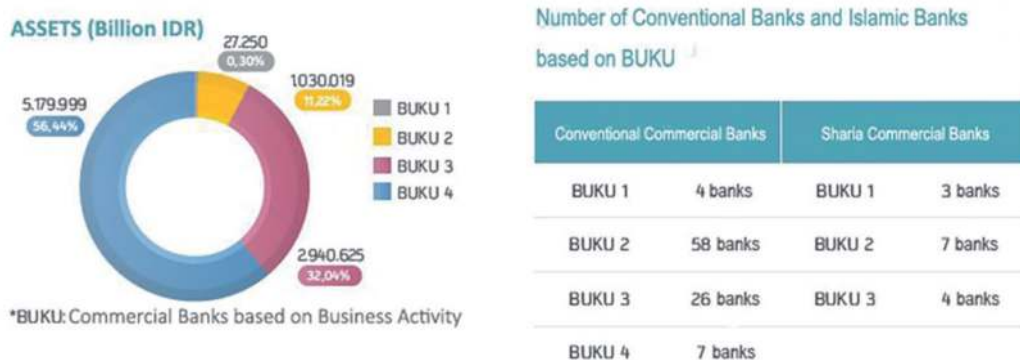 ASSETS (Billion IDR)
27.250
0,30%
1.030.019
11,22%
5.179.999
56,44%
BUKU 1
BUKU 2
BUKU 3
BUKU 4
2.940.625
32,04%
*BUKU: Commercial Banks based on Business Activity
Number of Conventional Banks and Islamic Banks
based on BUKU
Conventional Commercial Banks Sharia Commercial Banks
BUKU 1 4 banks BUKU 1 3 banks
BUKU 2 58 banks BUKU 2 7 banks
BUKU 3 26 banks BUKU 3 4 banks
BUKU 4 7 banks